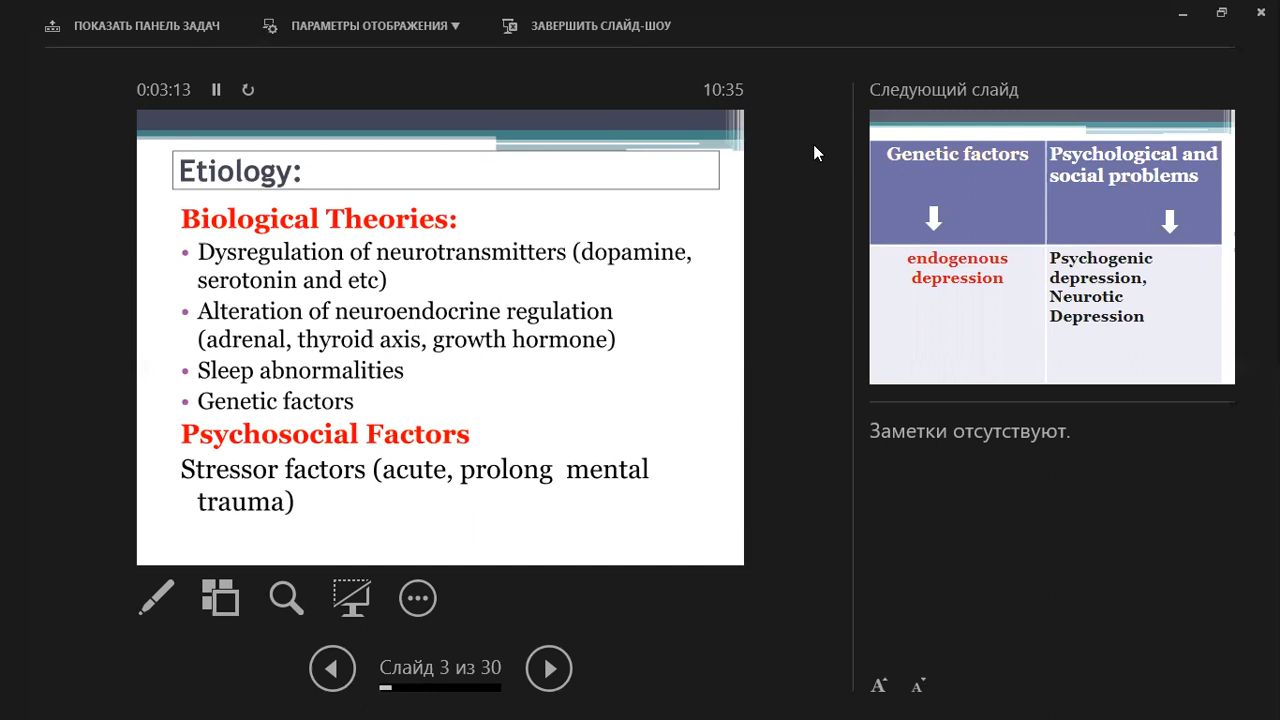 ПОКАЗАТЬ ПАНЕЛЬ ЗАДАЧ
ПАРАМЕТРЫ ОТОБРАЖЕНИЯ ▼
ЗАВЕРШИТЬ СЛАЙД-ШОУ
0:03:13
10:35
Etiology:
Biological Theories:
• Dysregulation of neurotransmitters (dopamine,
serotonin and etc)
• Alteration of neuroendocrine regulation
(adrenal, thyroid axis, growth hormone)
• Sleep abnormalities
• Genetic factors
Psychosocial Factors
Stressor factors (acute, prolong mental
trauma)
Слайд 3 из 30
Следующий слайд
Genetic factors
Psychological and
social problems
endogenous
depression
Psychogenic
depression,
Neurotic
Depression
Заметки отсутствуют.
A A